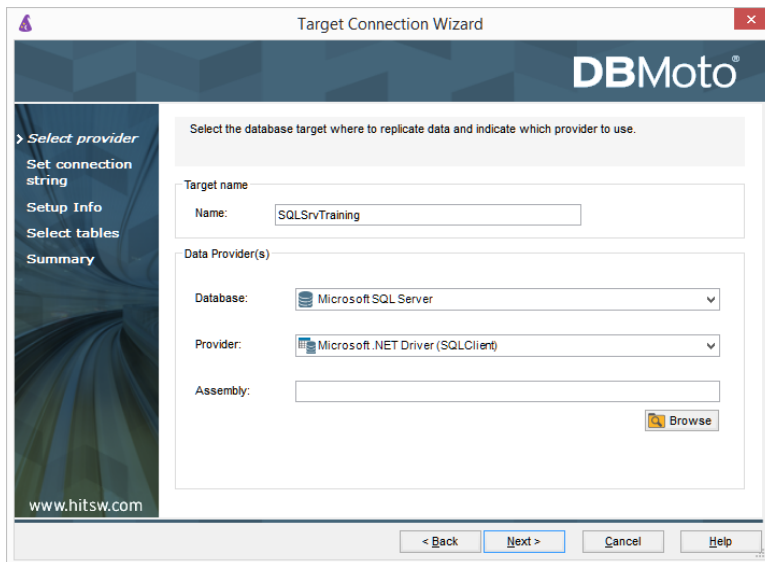 Target Connection Wizard
DBMoto®
Select provider
Set connection
string
Setup Info
Select tables
Summary
www.hitsw.com
Select the database target where to replicate data and indicate which provider to use.
Target name
Name: SQLSrvTraining
Data Provider(s)
Database: Microsoft SQL Server
Provider: Microsoft .NET Driver (SQLClient)
Assembly:
Browse
< Back Next > Cancel Help